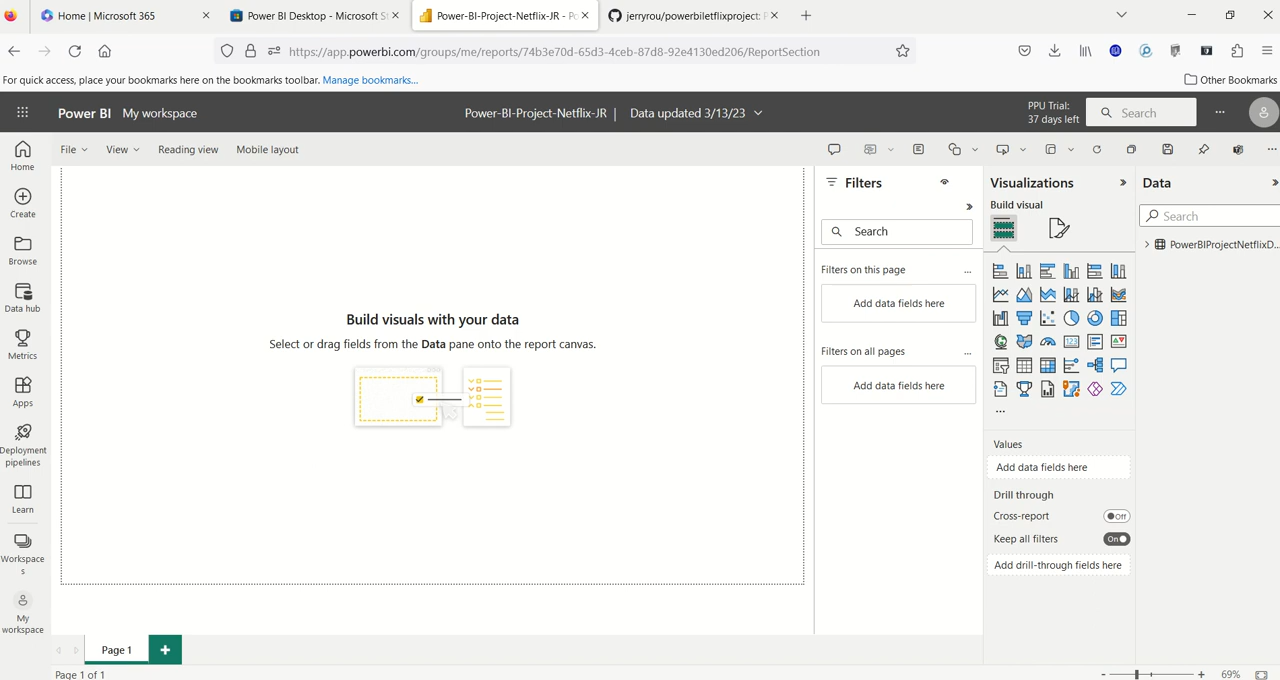 Home | Microsoft 365
Power BI Desktop - Microsoft St
Power-BI-Project-Netflix-JR - Po
jerryrou/powerbiletflixproject: P
https://app.powerbi.com/groups/me/reports/74b3e70d-65d3-4ceb-87d8-92e4130ed206/ReportSection
For quick access, place your bookmarks here on the bookmarks toolbar. Manage bookmarks...
Other Bookmarks
Power BI My workspace
Power-BI-Project-Netflix-JR | Data updated 3/13/23
PPU Trial:
37 days left
Search
File
View
Reading view
Mobile layout
Home
Create
Browse
Data hub
Metrics
Apps
Deployment
pipelines
Learn
Workspace
s
My
workspace
Build visuals with your data
Select or drag fields from the Data pane onto the report canvas.
Filters
Search
Filters on this page
...
Add data fields here
Filters on all pages
...
Add data fields here
Visualizations
Build visual
123
...
Values
Add data fields here
Drill through
Cross-report
Off
Keep all filters
On
Add drill-through fields here
Data
Search
PowerBIProjectNetflixD...
Page 1
Page 1 of 1
- +
69%